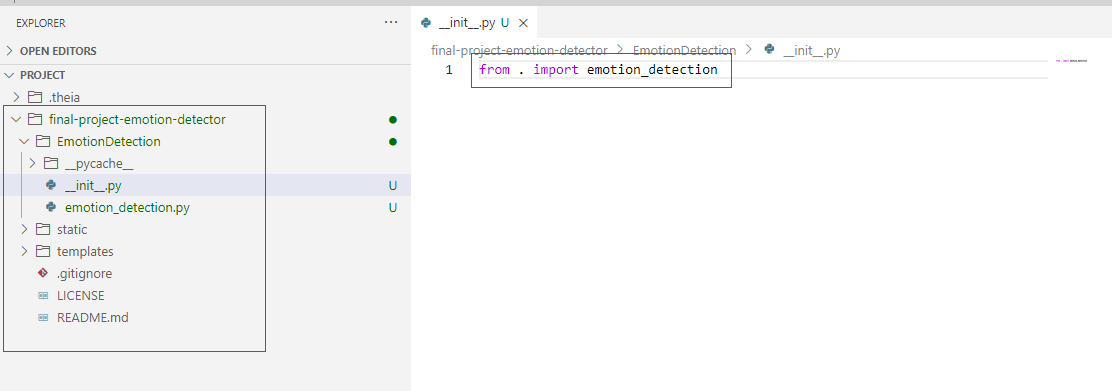 EXPLORER
OPEN EDITORS
PROJECT
.theia
final-project-emotion-detector
EmotionDetection
__pycache__
__init__.py U
emotion_detection.py U
static
templates
.gitignore
LICENSE
README.md
__init__.py U
final-project-emotion-detector EmotionDetection __init__.py
1 from . import emotion_detection